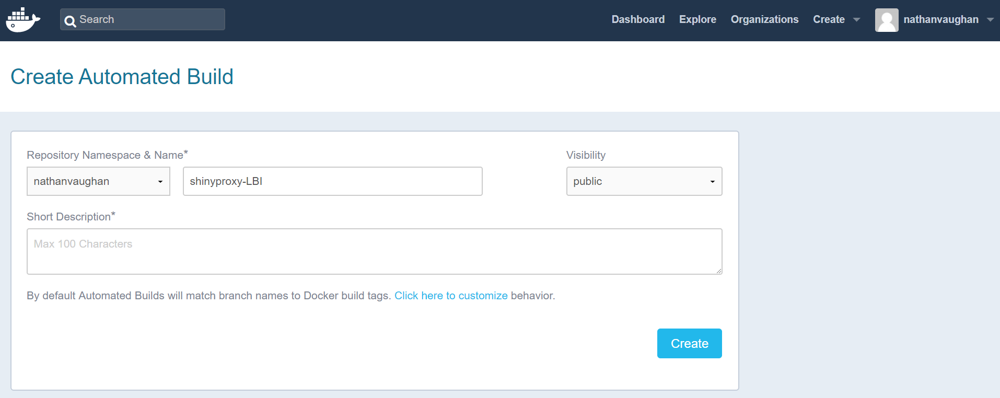 Search Dashboard Explore Organizations Create nathanvaughan
Create Automated Build
Repository Namespace & Name* Visibility
nathanvaughan shinyproxy-LBI public
Short Description*
Max 100 Characters
By default Automated Builds will match branch names to Docker build tags. Click here to customize behavior.
Create